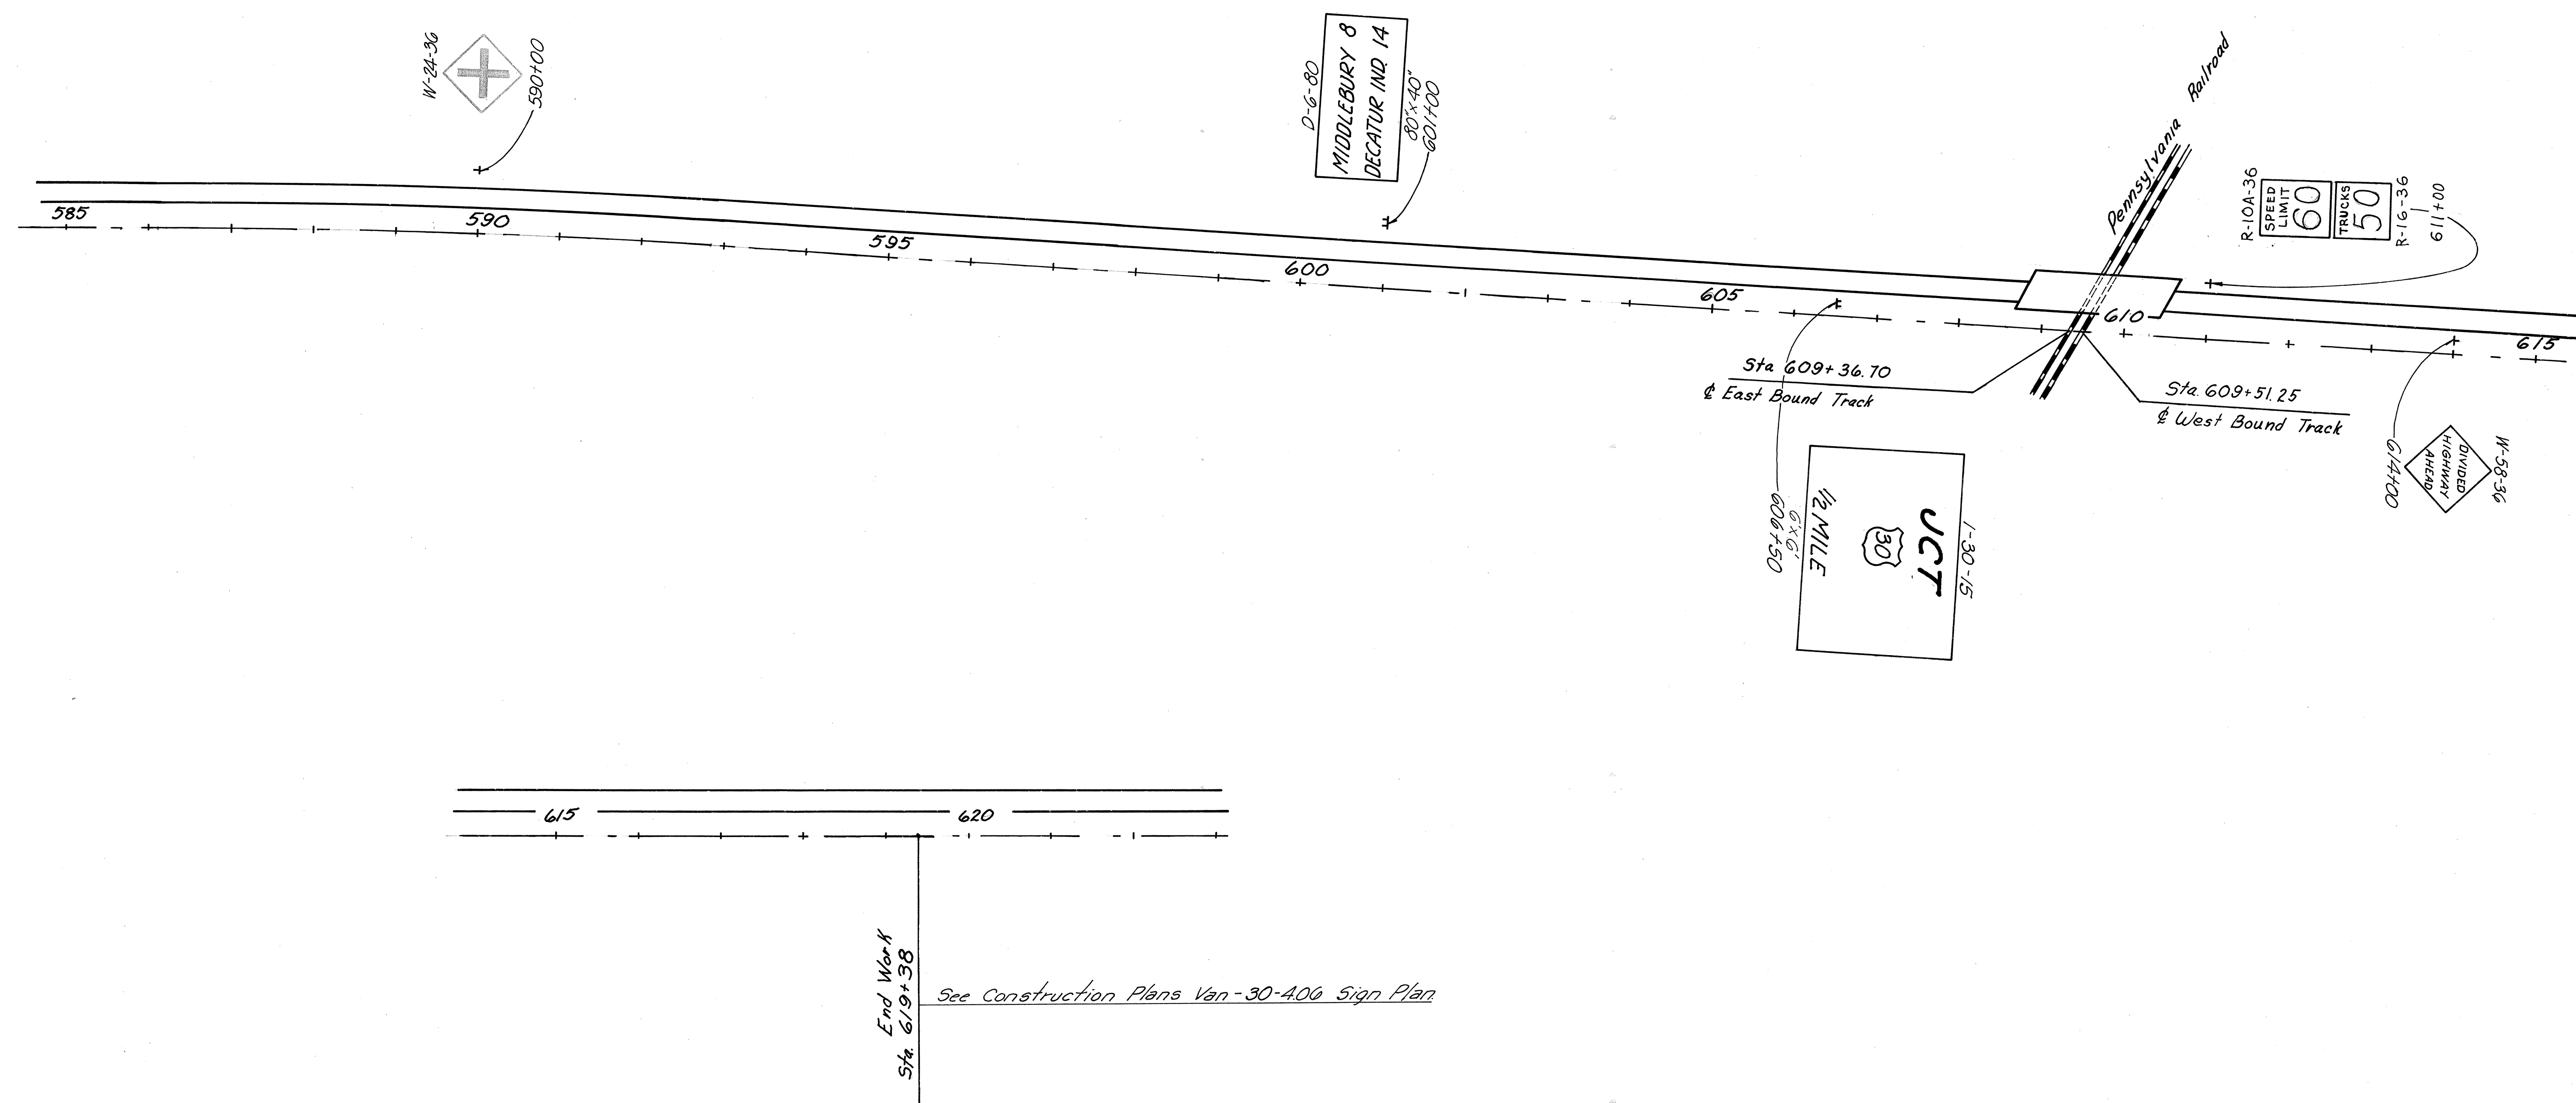 W-24-36
590+00
D-6-80
MIDDLEBURY 8
DECATUR IND. 14
80"x40"
601+00
Pennsylvania Railroad
R-10A-36
SPEED
LIMIT
60
TRUCKS
50
R-16-36
611+00
585
590
595
600
605
610
615
Sta 609+36.70
℄ East Bound Track
Sta. 609+51.25
℄ West Bound Track
1-30-15
JCT
30
1/2 MILE
6'x6'
606+50
W-58-36
DIVIDED
HIGHWAY
AHEAD
614+00
615
620
End Work
Sta. 619+38
See Construction Plans Van-30-4.06 Sign Plan